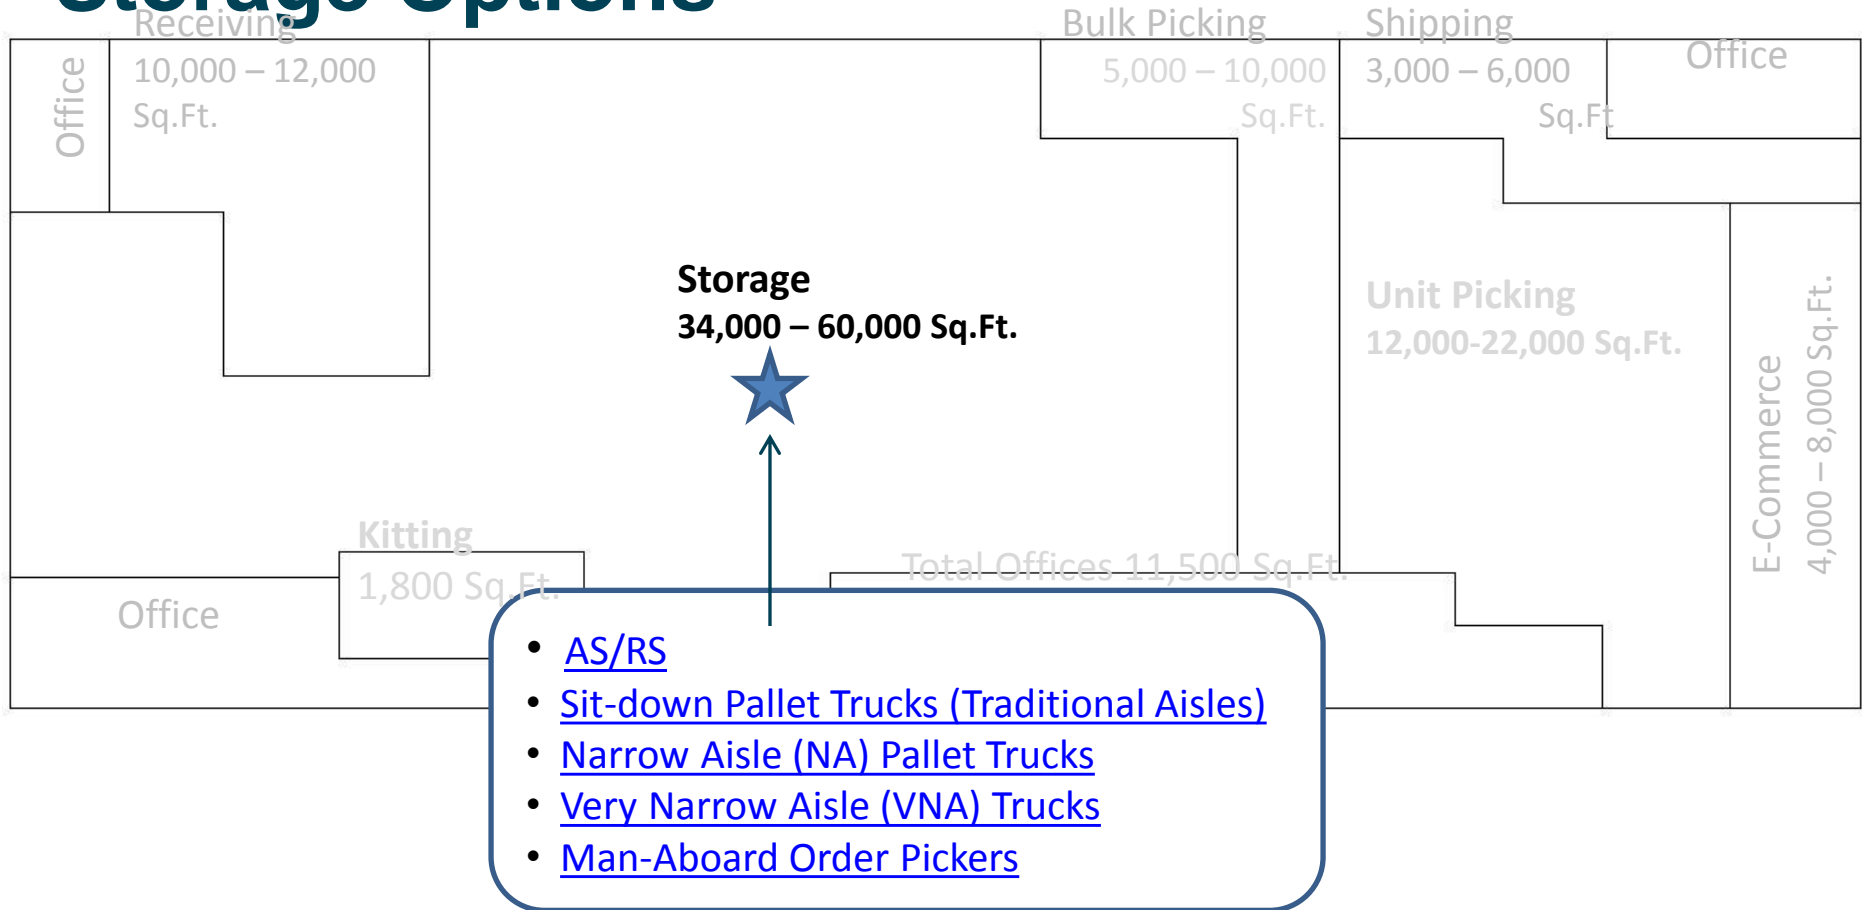 Storage Options
Receiving
10,000 – 12,000
Sq.Ft.
Office
Bulk Picking
5,000 – 10,000
Sq.Ft.
Shipping
3,000 – 6,000
Sq.Ft
Office
Storage
34,000 – 60,000 Sq.Ft.
Unit Picking
12,000-22,000 Sq.Ft.
E-Commerce
4,000 – 8,000 Sq.Ft.
Kitting
1,800 Sq.Ft.
Total Offices 11,500 Sq.Ft.
Office
• AS/RS
• Sit-down Pallet Trucks (Traditional Aisles)
• Narrow Aisle (NA) Pallet Trucks
• Very Narrow Aisle (VNA) Trucks
• Man-Aboard Order Pickers